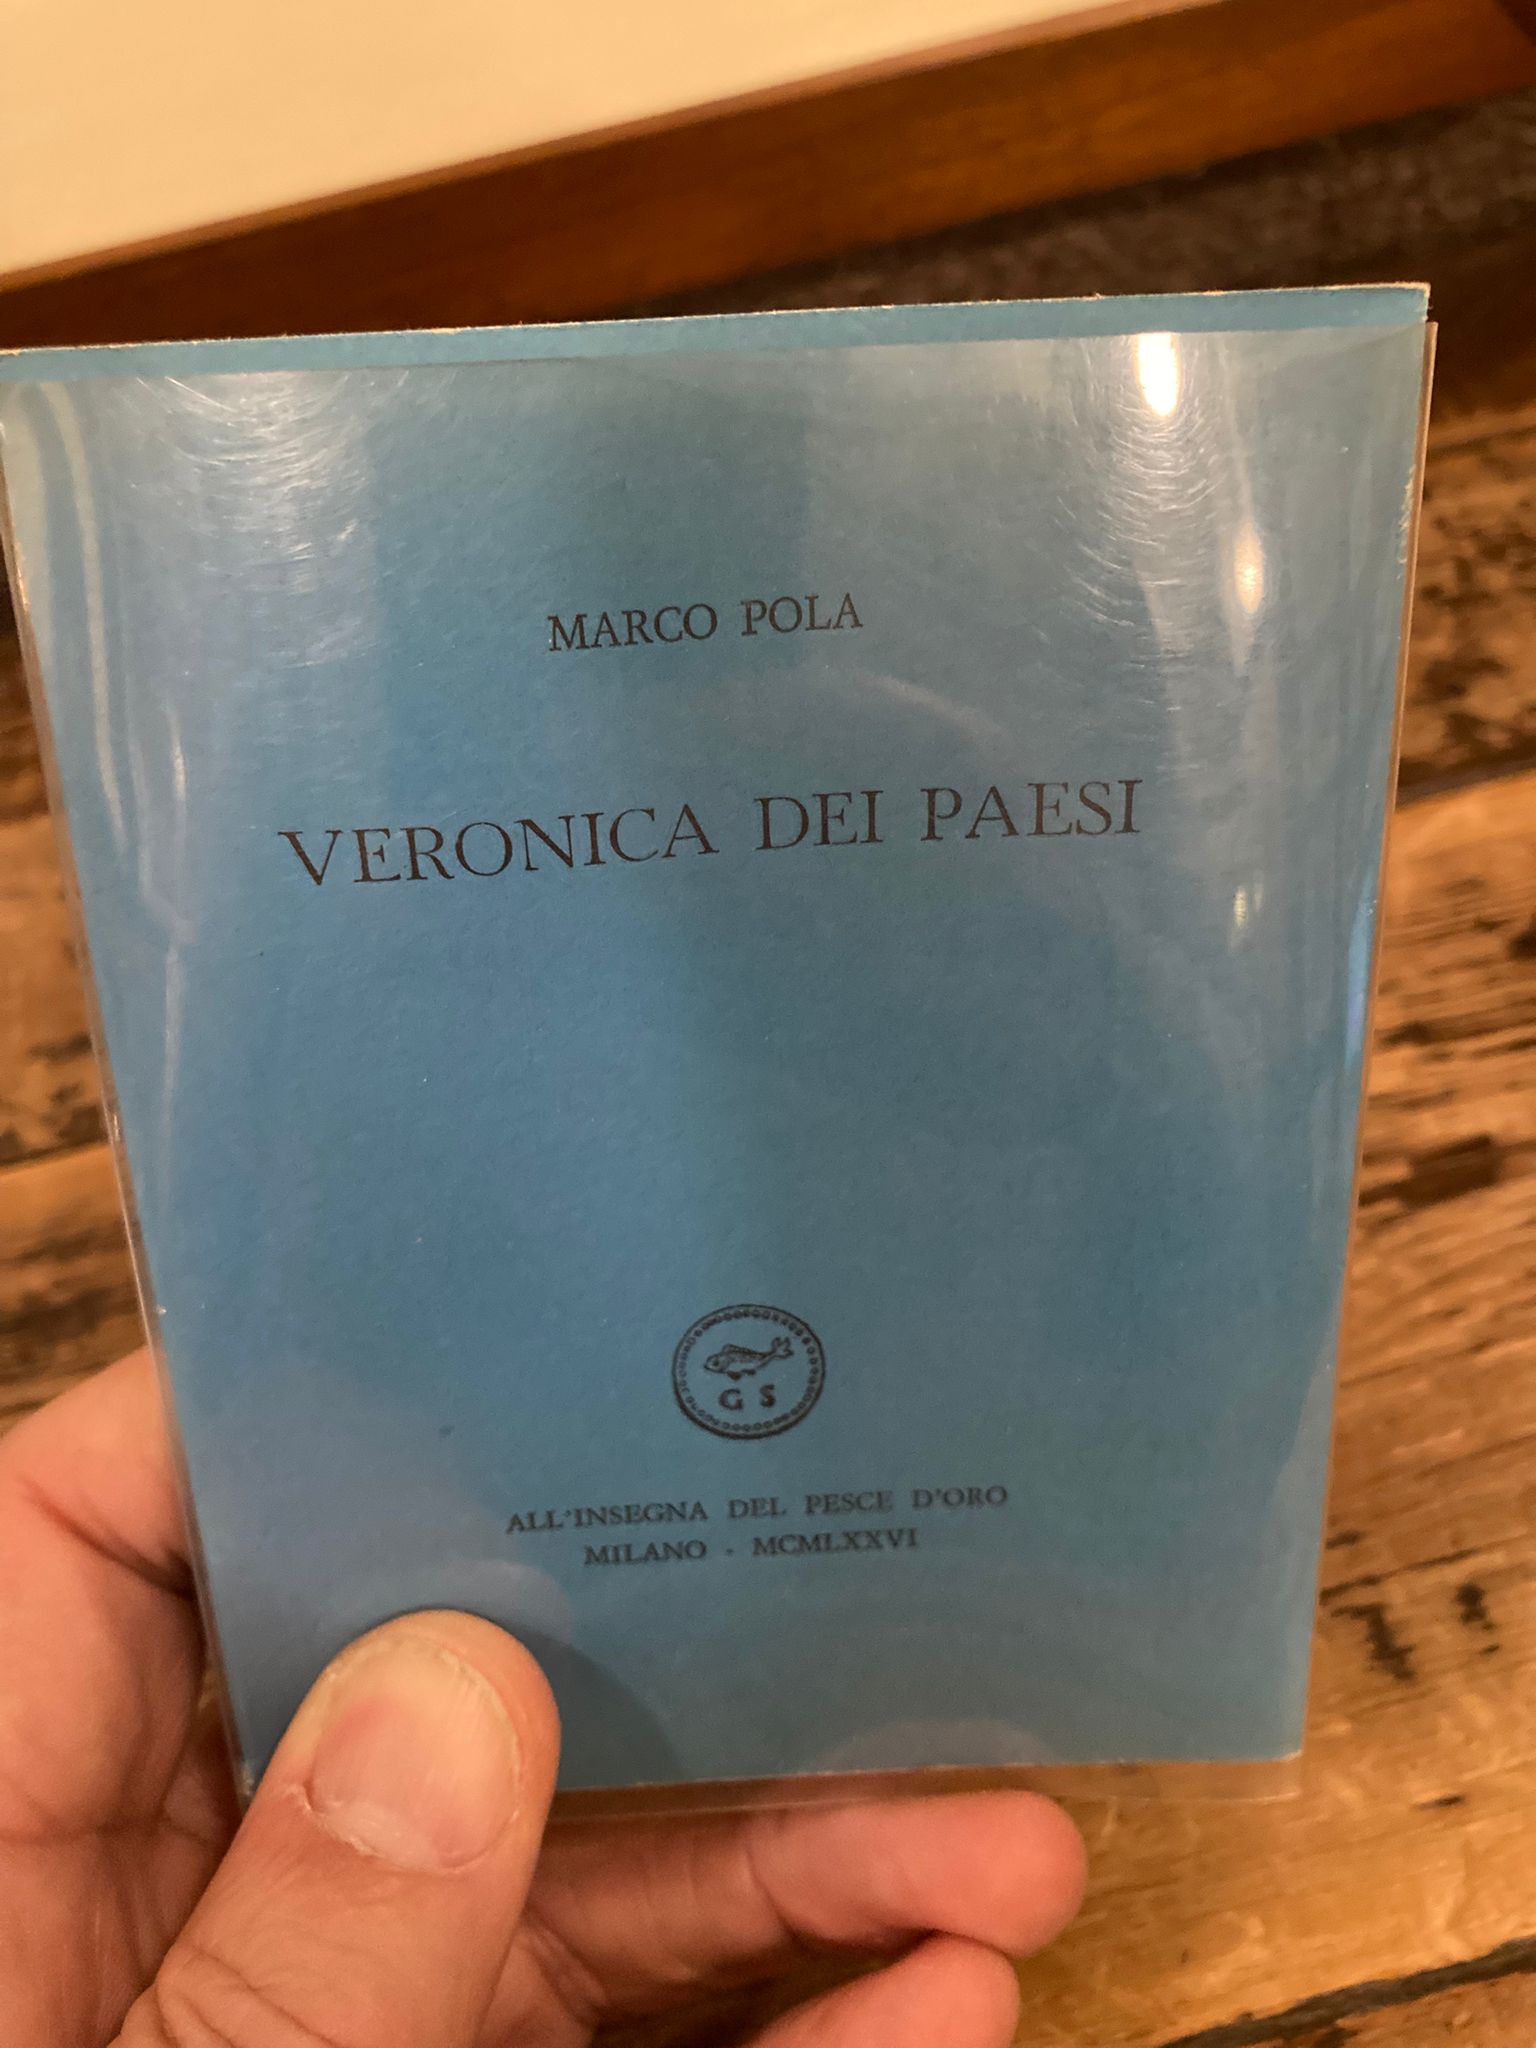 MARCO POLA
VERONICA DEI PAESI
G S
ALL'INSEGNA DEL PESCE D'ORO
MILANO - MCMLXXVI